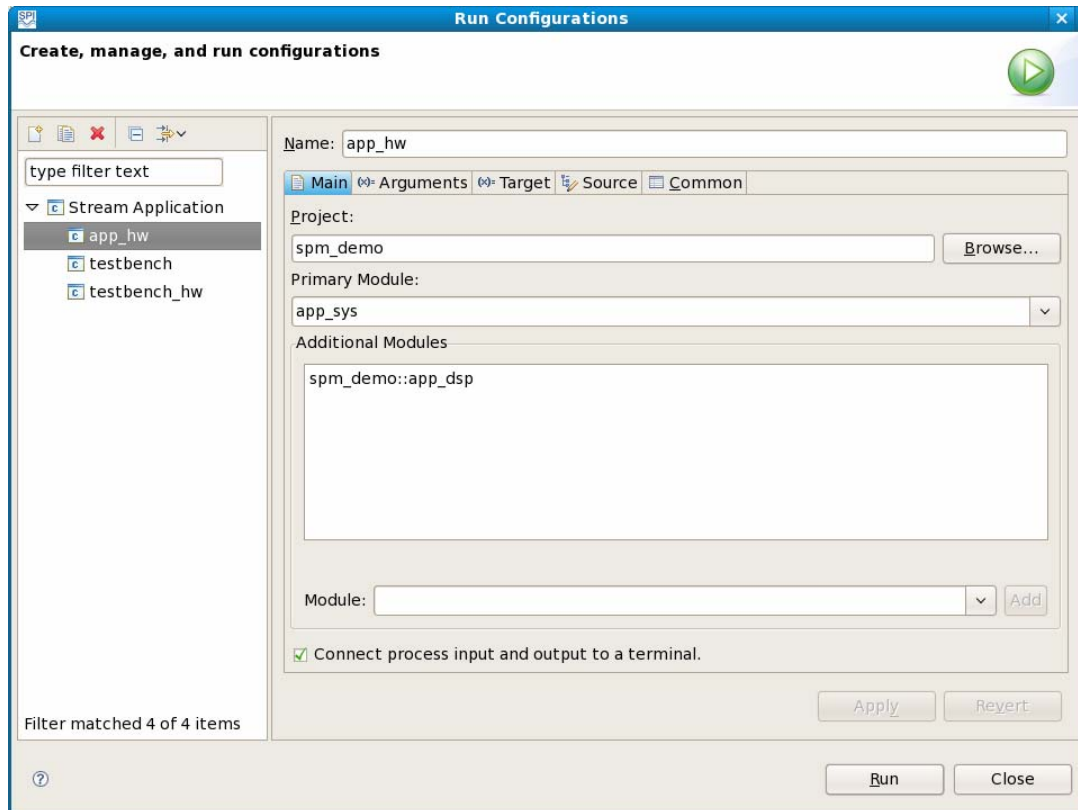 SPI
Run Configurations
Create, manage, and run configurations
type filter text
Stream Application
app_hw
testbench
testbench_hw
Filter matched 4 of 4 items
Name: app_hw
Main (x)= Arguments (x)= Target Source Common
Project:
spm_demo Browse...
Primary Module:
app_sys
Additional Modules
spm_demo::app_dsp
Module: Add
Connect process input and output to a terminal.
Apply Revert
Run Close